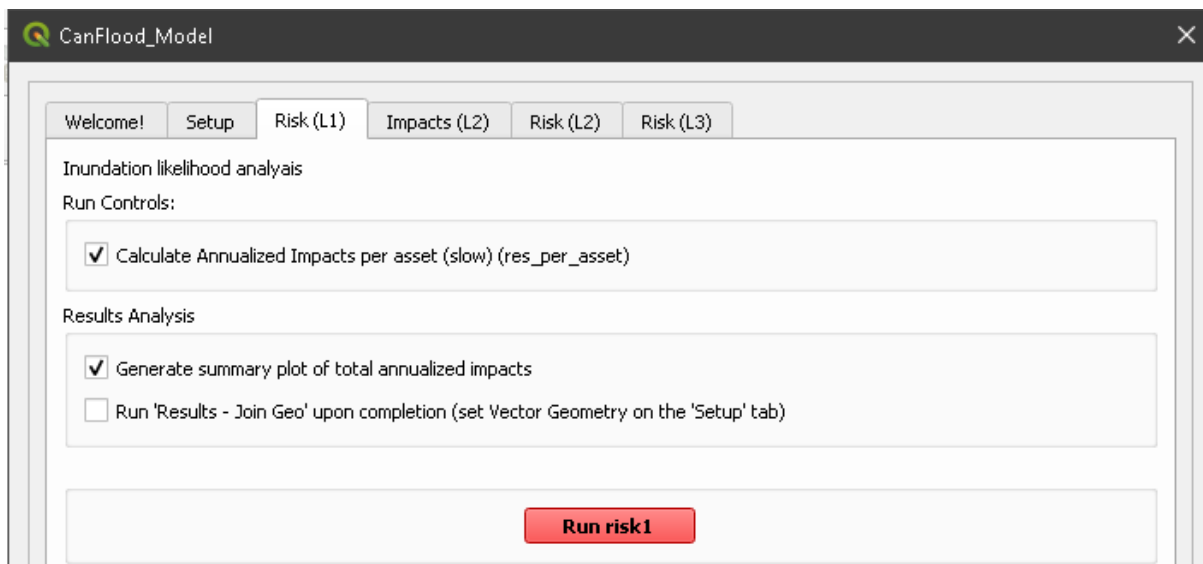 CanFlood_Model
Welcome! Setup Risk (L1) Impacts (L2) Risk (L2) Risk (L3)
Inundation likelihood analyais
Run Controls:
Calculate Annualized Impacts per asset (slow) (res_per_asset)
Results Analysis
Generate summary plot of total annualized impacts
Run 'Results - Join Geo' upon completion (set Vector Geometry on the 'Setup' tab)
Run risk1